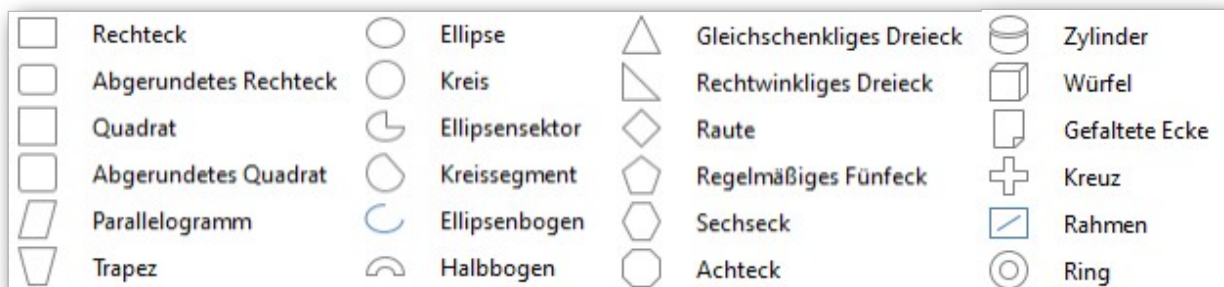 Rechteck
Abgerundetes Rechteck
Quadrat
Abgerundetes Quadrat
Parallelogramm
Trapez
Ellipse
Kreis
Ellipsensektor
Kreissegment
Ellipsenbogen
Halbbogen
Gleichschenkliges Dreieck
Rechtwinkliges Dreieck
Raute
Regelmäßiges Fünfeck
Sechseck
Achteck
Zylinder
Würfel
Gefaltete Ecke
Kreuz
Rahmen
Ring